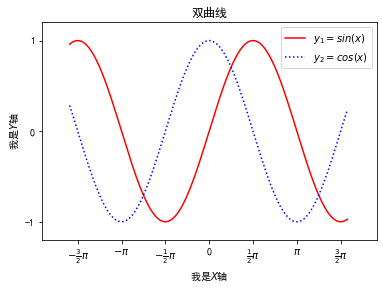 双曲线
y₁ = sin(x)
y₂ = cos(x)
1
0
−1
我是Y轴
−3/2π −π −1/2π 0 1/2π π 3/2π
我是X轴